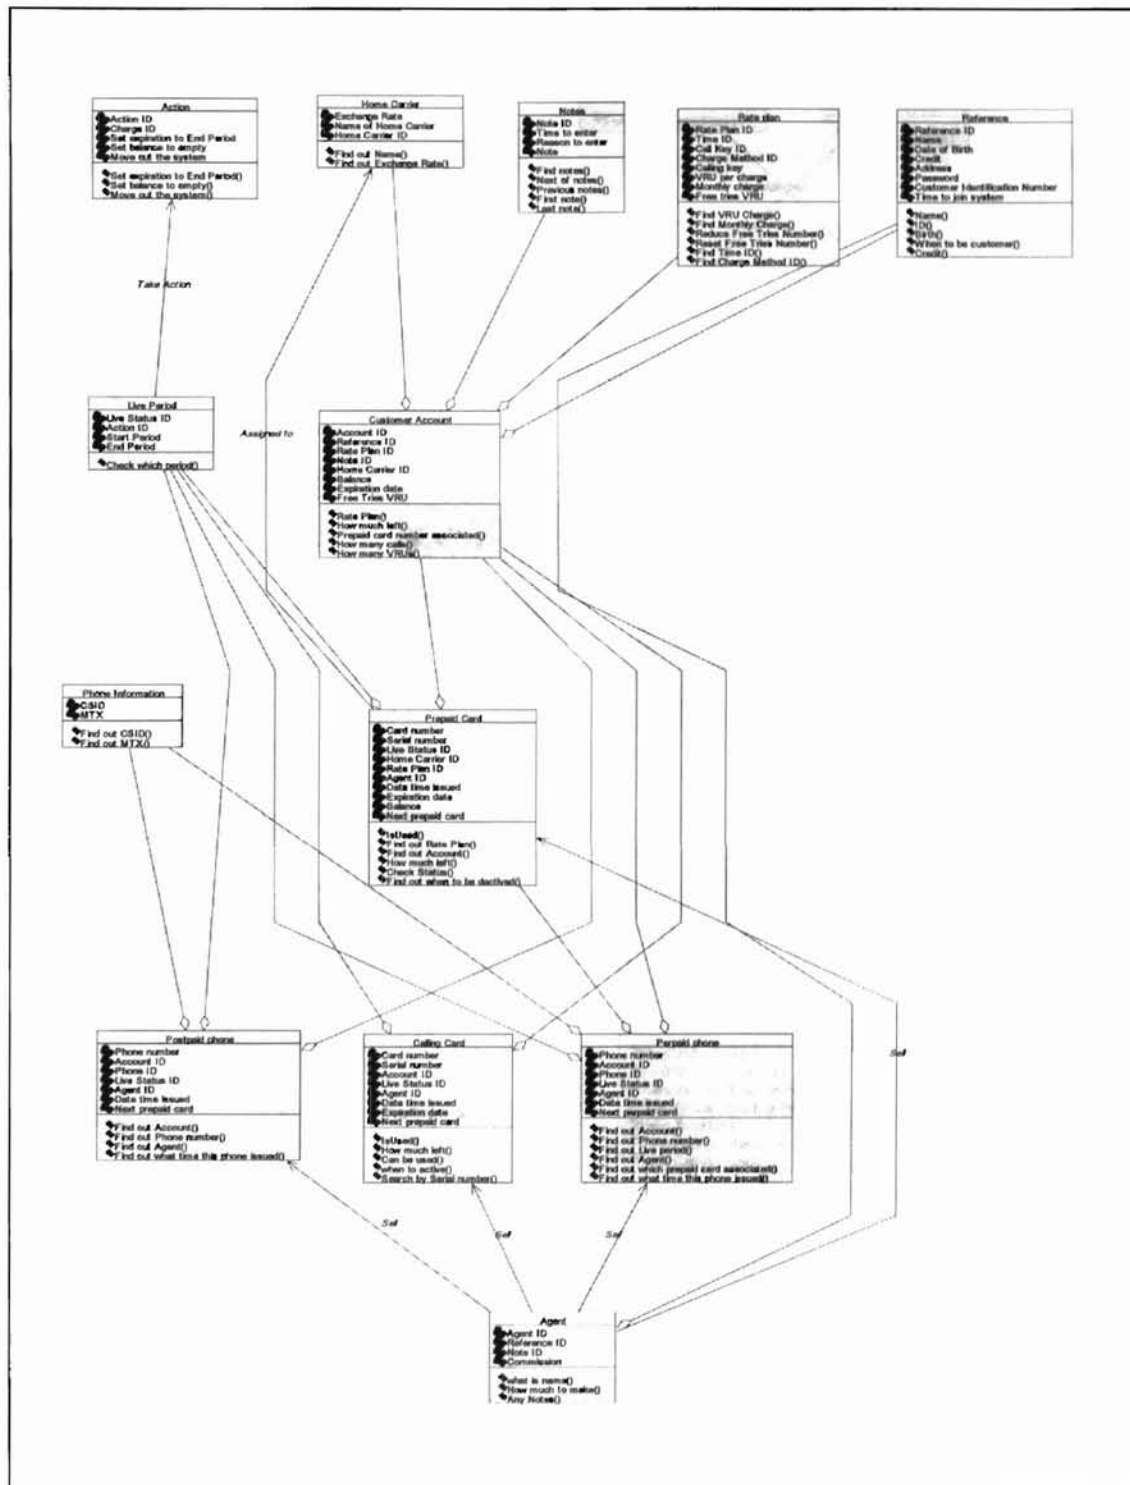 Action
Action ID
Charge ID
Set expiration to End Period
Set balance to empty
Move out the system
Set expiration to End Period()
Set balance to empty()
Move out the system()
Home Carrier
Exchange Rate
Name of Home Carrier
Home Carrier ID
Find out Name()
Find out Exchange Rate()
Notes
Note ID
Time to enter
Reason to enter
Note
Find notes()
Next of notes()
Previous notes()
First note()
Last note()
Rate plan
Rate Plan ID
Time ID
Call Key ID
Charge Method ID
Calling key
VRU per charge
Monthly charge
Free tries VRU
Find VRU Charge()
Find Monthly Charge()
Reduce Free Tries Number()
Reset Free Tries Number()
Find Time ID()
Find Charge Method ID()
Reference
Reference ID
Name
Date of Birth
Credit
Address
Password
Customer Identification Number
Time to join system
Name()
ID()
Birth()
When to be customer()
Credit()
Take Action
Assigned to
Live Period
Live Status ID
Action ID
Start Period
End Period
Check which period()
Customer Account
Account ID
Reference ID
Rate Plan ID
Note ID
Home Carrier ID
Balance
Expiration date
Free Tries VRU
Rate Plan()
How much left()
Prepaid card number associated()
How many calls()
How many VRUs()
Phone Information
CSID
MTX
Find out CSID()
Find out MTX()
Prepaid Card
Card number
Serial number
Live Status ID
Home Carrier ID
Rate Plan ID
Agent ID
Date time issued
Expiration date
Balance
Next prepaid card
IsUsed()
Find out Rate Plan()
Find out Account()
How much left()
Check Status()
Find out when to be dactived()
Postpaid phone
Phone number
Account ID
Phone ID
Live Status ID
Agent ID
Date time issued
Next prepaid card
Find out Account()
Find out Phone number()
Find out Agent()
Find out what time this phone issued()
Calling Card
Card number
Serial number
Account ID
Live Status ID
Agent ID
Date time issued
Expiration date
Next prepaid card
IsUsed()
How much left()
Can be used()
when to active()
Search by Serial number()
Perpaid phone
Phone number
Account ID
Phone ID
Live Status ID
Agent ID
Date time issued
Next prepaid card
Find out Account()
Find out Phone number()
Find out Live period()
Find out Agent()
Find out which prepaid card associated()
Find out what time this phone issued()
Sell
Sell
Sell
Sell
Agent
Agent ID
Reference ID
Note ID
Commission
what is name()
How much to make()
Any Notes()